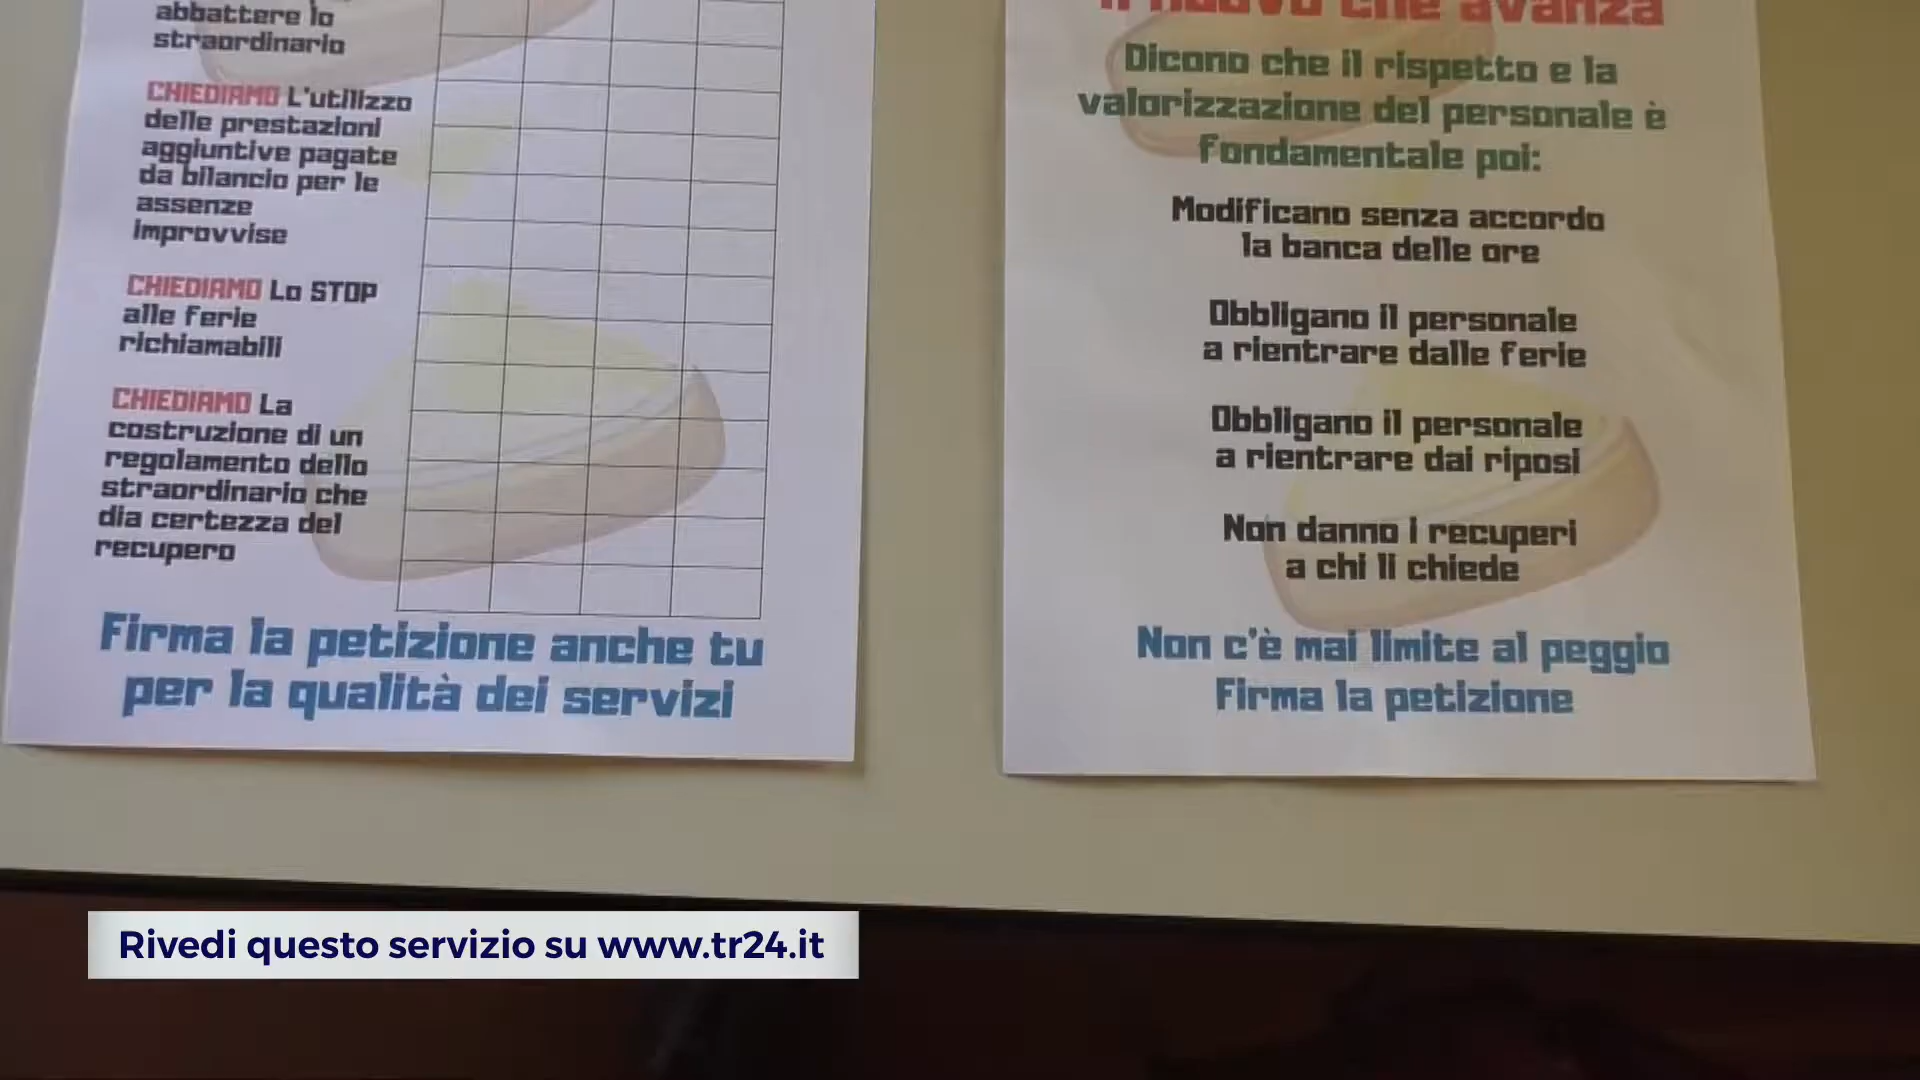 abbattere lo
straordinario
CHIEDIAMO L'utilizzo
delle prestazioni
aggiuntive pagate
da bilancio per le
assenze
improvvise
CHIEDIAMO Lo STOP
alle ferie
richiamabili
CHIEDIAMO La
costruzione di un
regolamento dello
straordinario che
dia certezza del
recupero
Firma la petizione anche tu
per la qualità dei servizi
Il nuovo che avanza
Dicono che il rispetto e la
valorizzazione del personale è
fondamentale poi:
Modificano senza accordo
la banca delle ore
Obbligano il personale
a rientrare dalle ferie
Obbligano il personale
a rientrare dai riposi
Non danno i recuperi
a chi li chiede
Non c'è mai limite al peggio
Firma la petizione
Rivedi questo servizio su www.tr24.it